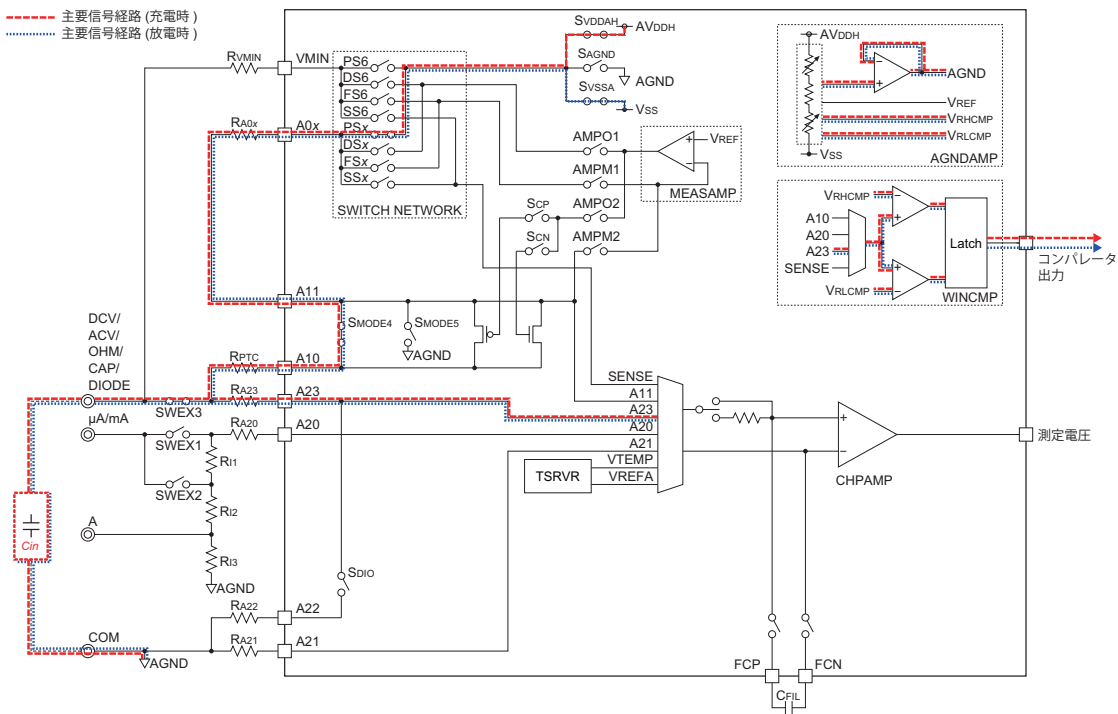 主要信号経路 (充電時)
主要信号経路 (放電時)
RVMIN
VMIN
PS6
DS6
FS6
SS6
RA0x
A0x
PSx
DSx
FSx
SSx
SWITCH NETWORK
SVDDAH
AVDDH
SAGND
AGND
SVSSA
VSS
AMPO1
AMPM1
AMPO2
AMPM2
VREF
+
−
MEASAMP
SCP
SCN
AVDDH
−
+
AGND
VREF
VRHCMP
VRLCMP
VSS
AGNDAMP
VRHCMP
−
+
A10
A20
A23
SENSE
+
−
VRLCMP
Latch
WINCMP
コンパレータ
出力
A11
SMODE4
SMODE5
AGND
DCV/
ACV/
OHM/
CAP/
DIODE
RPTC
A10
SWEX3
RA23
A23
µA/mA
SWEX1
RA20
A20
RI1
SWEX2
RI2
A
RI3
AGND
Cin
SDIO
RA22
A22
COM
AGND
RA21
A21
SENSE
A11
A23
A20
A21
VTEMP
VREFA
TSRVR
+
−
CHPAMP
測定電圧
FCP
FCN
CFIL